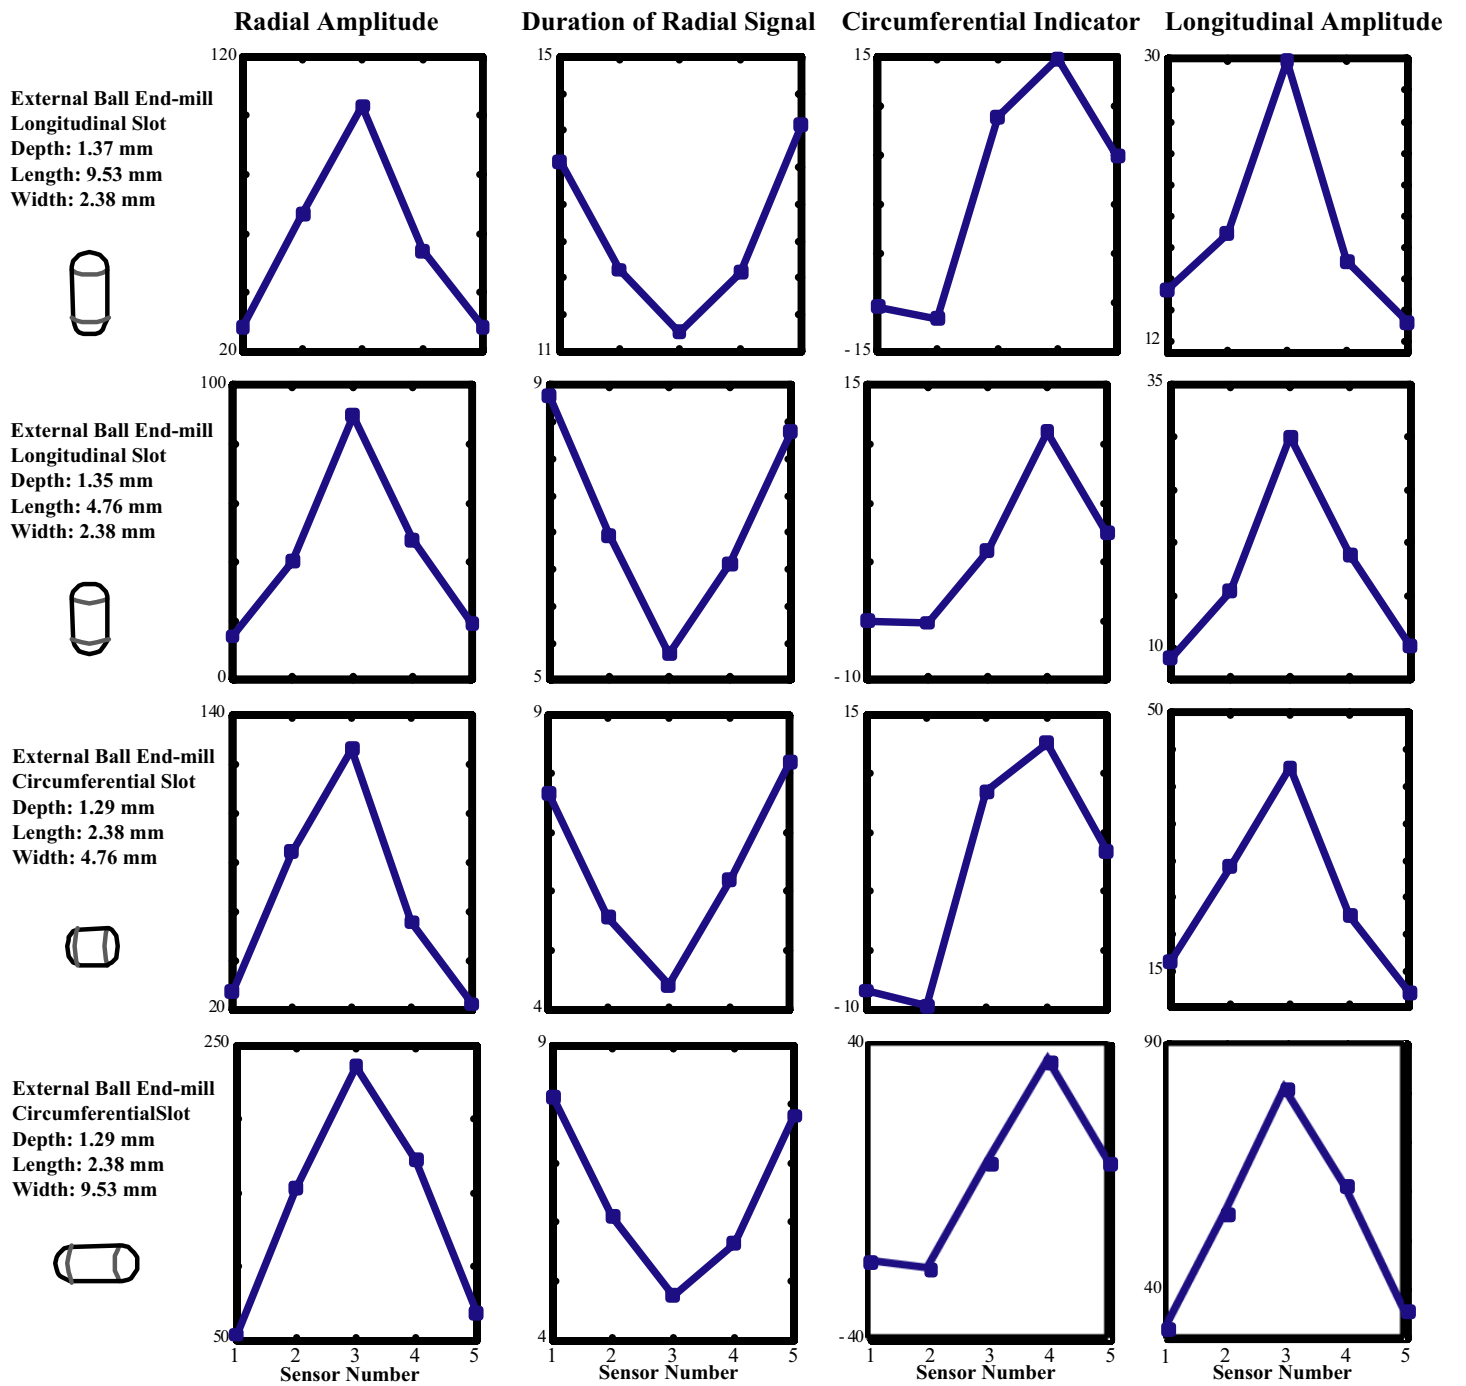 Radial Amplitude
Duration of Radial Signal
Circumferential Indicator
Longitudinal Amplitude
External Ball End-mill
Longitudinal Slot
Depth: 1.37 mm
Length: 9.53 mm
Width: 2.38 mm
120
20
15
11
15
-15
30
12
External Ball End-mill
Longitudinal Slot
Depth: 1.35 mm
Length: 4.76 mm
Width: 2.38 mm
100
0
9
5
15
-10
35
10
External Ball End-mill
Circumferential Slot
Depth: 1.29 mm
Length: 2.38 mm
Width: 4.76 mm
140
20
9
4
15
-10
50
15
External Ball End-mill
CircumferentialSlot
Depth: 1.29 mm
Length: 2.38 mm
Width: 9.53 mm
250
50
9
4
40
-40
90
40
1 2 3 4 5
Sensor Number
1 2 3 4 5
Sensor Number
1 2 3 4 5
Sensor Number
1 2 3 4 5
Sensor Number